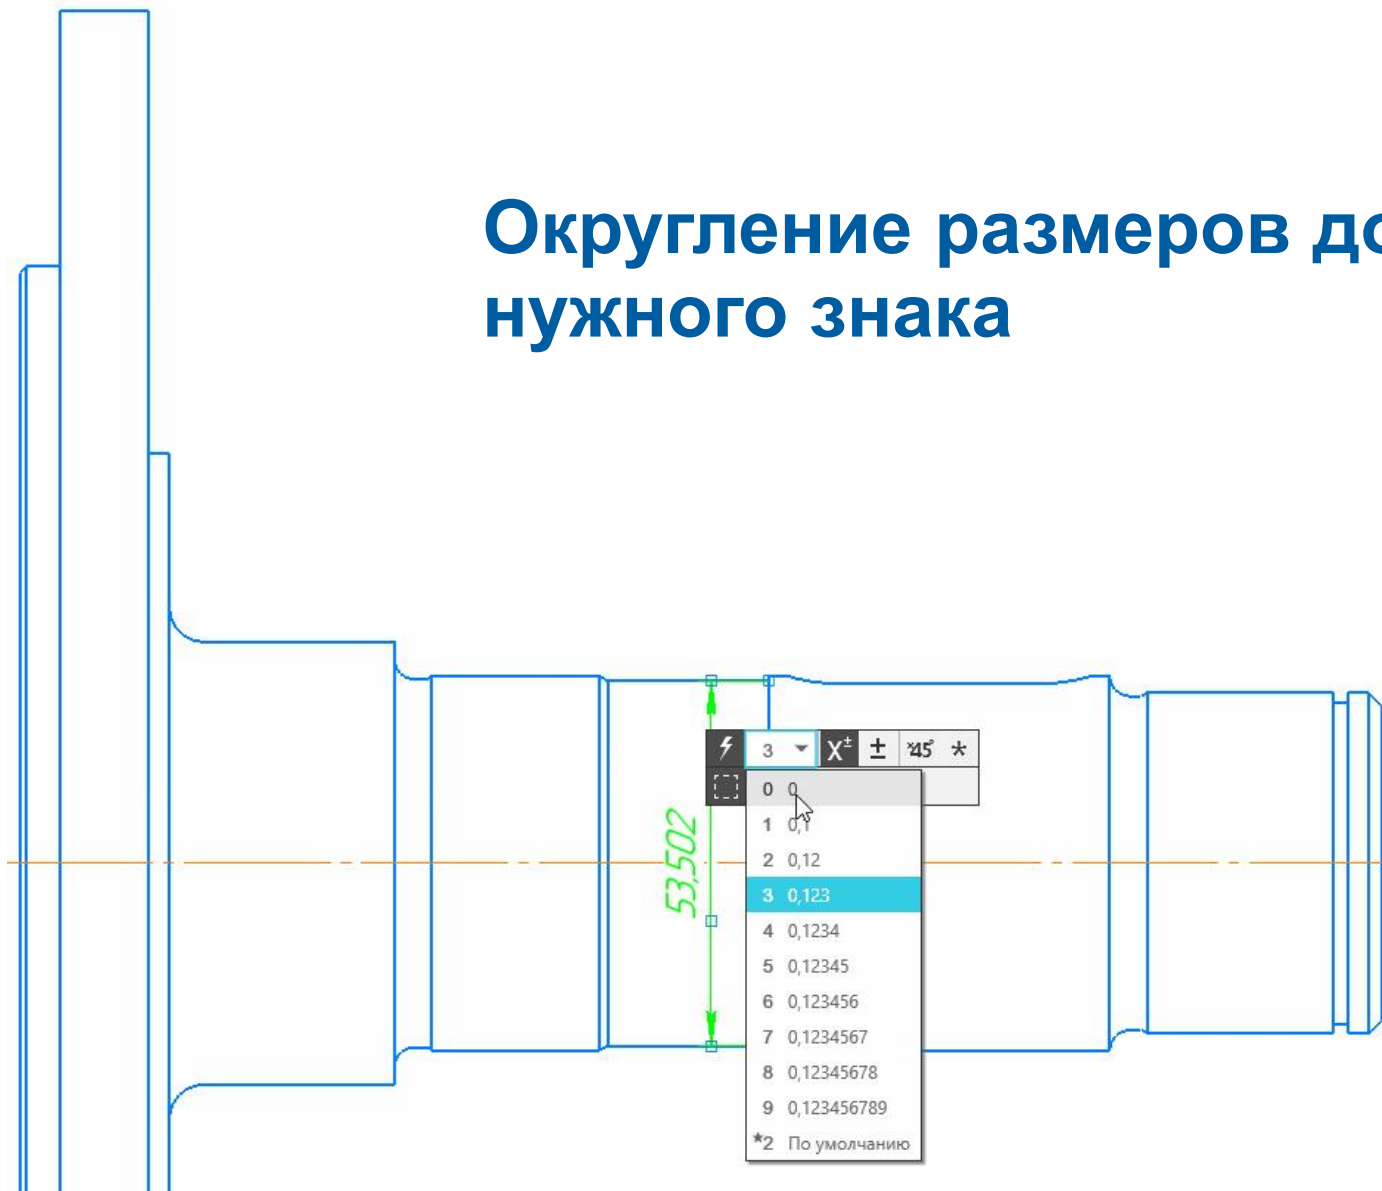 Округление размеров до
нужного знака
3 X± ± ×45° *
0 0
1 0,1
53,502
2 0,12
3 0,123
4 0,1234
5 0,12345
6 0,123456
7 0,1234567
8 0,12345678
9 0,123456789
*2 По умолчанию